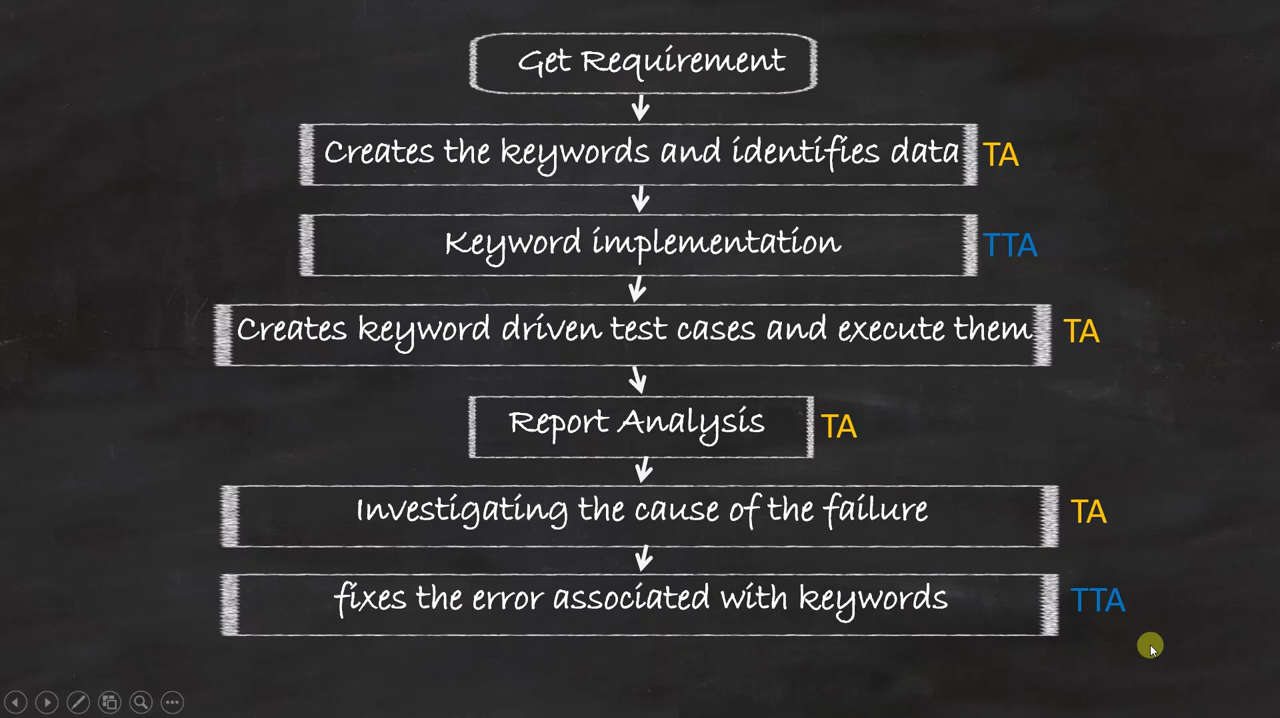 Get Requirement
Creates the keywords and identifies data TA
Keyword implementation TTA
Creates keyword driven test cases and execute them TA
Report Analysis TA
Investigating the cause of the failure TA
fixes the error associated with keywords TTA